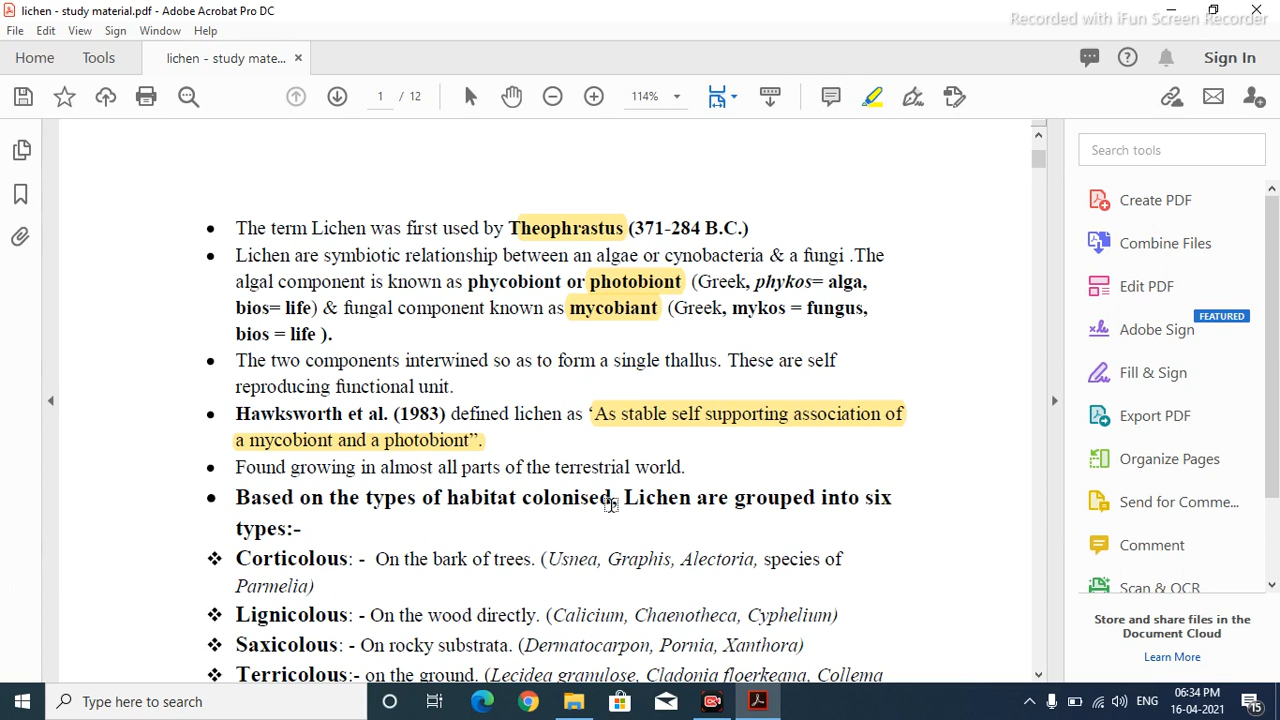 lichen - study material.pdf - Adobe Acrobat Pro DC
Recorded with iFun Screen Recorder
File Edit View Sign Window Help
Home Tools lichen - study mate... × Sign In
1 / 12 114%
Search tools
• The term Lichen was first used by Theophrastus (371-284 B.C.)
• Lichen are symbiotic relationship between an algae or cynobacteria & a fungi .The
algal component is known as phycobiont or photobiont (Greek, phykos= alga,
bios= life) & fungal component known as mycobiant (Greek, mykos = fungus,
bios = life ).
• The two components interwined so as to form a single thallus. These are self
reproducing functional unit.
• Hawksworth et al. (1983) defined lichen as ‘As stable self supporting association of
a mycobiont and a photobiont”.
• Found growing in almost all parts of the terrestrial world.
• Based on the types of habitat colonised, Lichen are grouped into six
types:-
❖ Corticolous: - On the bark of trees. (Usnea, Graphis, Alectoria, species of
Parmelia)
❖ Lignicolous: - On the wood directly. (Calicium, Chaenotheca, Cyphelium)
❖ Saxicolous: - On rocky substrata. (Dermatocarpon, Pornia, Xanthora)
❖ Terricolous:- on the ground. (Lecidea granulose, Cladonia floerkeana, Collema
Create PDF
Combine Files
Edit PDF
FEATURED
Adobe Sign
Fill & Sign
Export PDF
Organize Pages
Send for Comme...
Comment
Scan & OCR
Store and share files in the
Document Cloud
Learn More
Type here to search
ENG
06:34 PM
16-04-2021
15